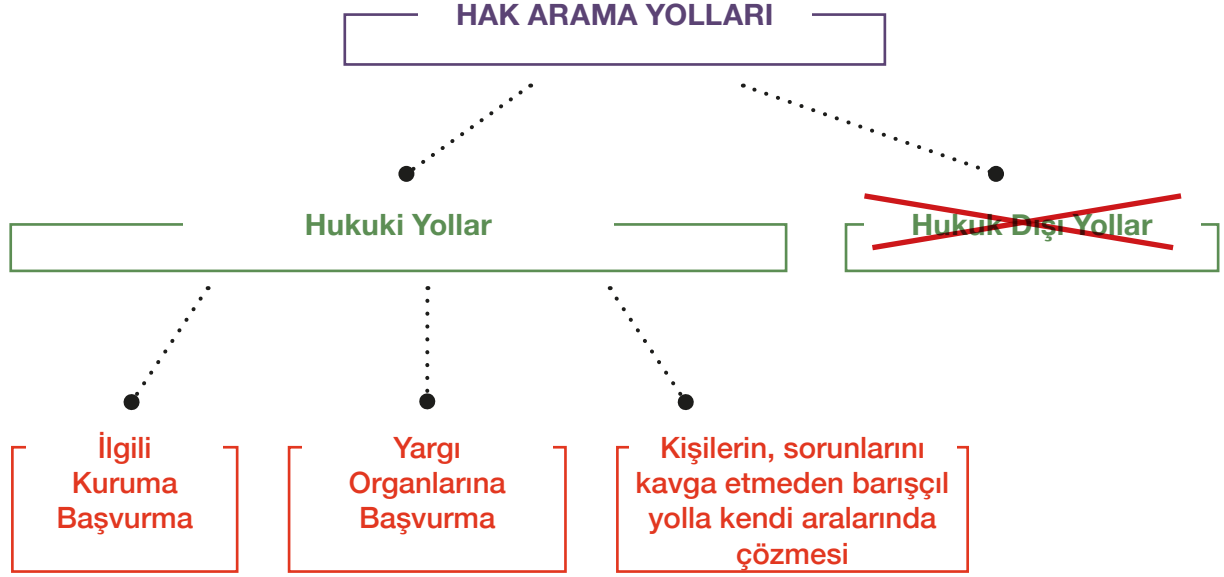 HAK ARAMA YOLLARI
Hukuki Yollar
Hukuk Dışı Yollar
İlgili
Kuruma
Başvurma
Yargı
Organlarına
Başvurma
Kişilerin, sorunlarını
kavga etmeden barışçıl
yolla kendi aralarında
çözmesi